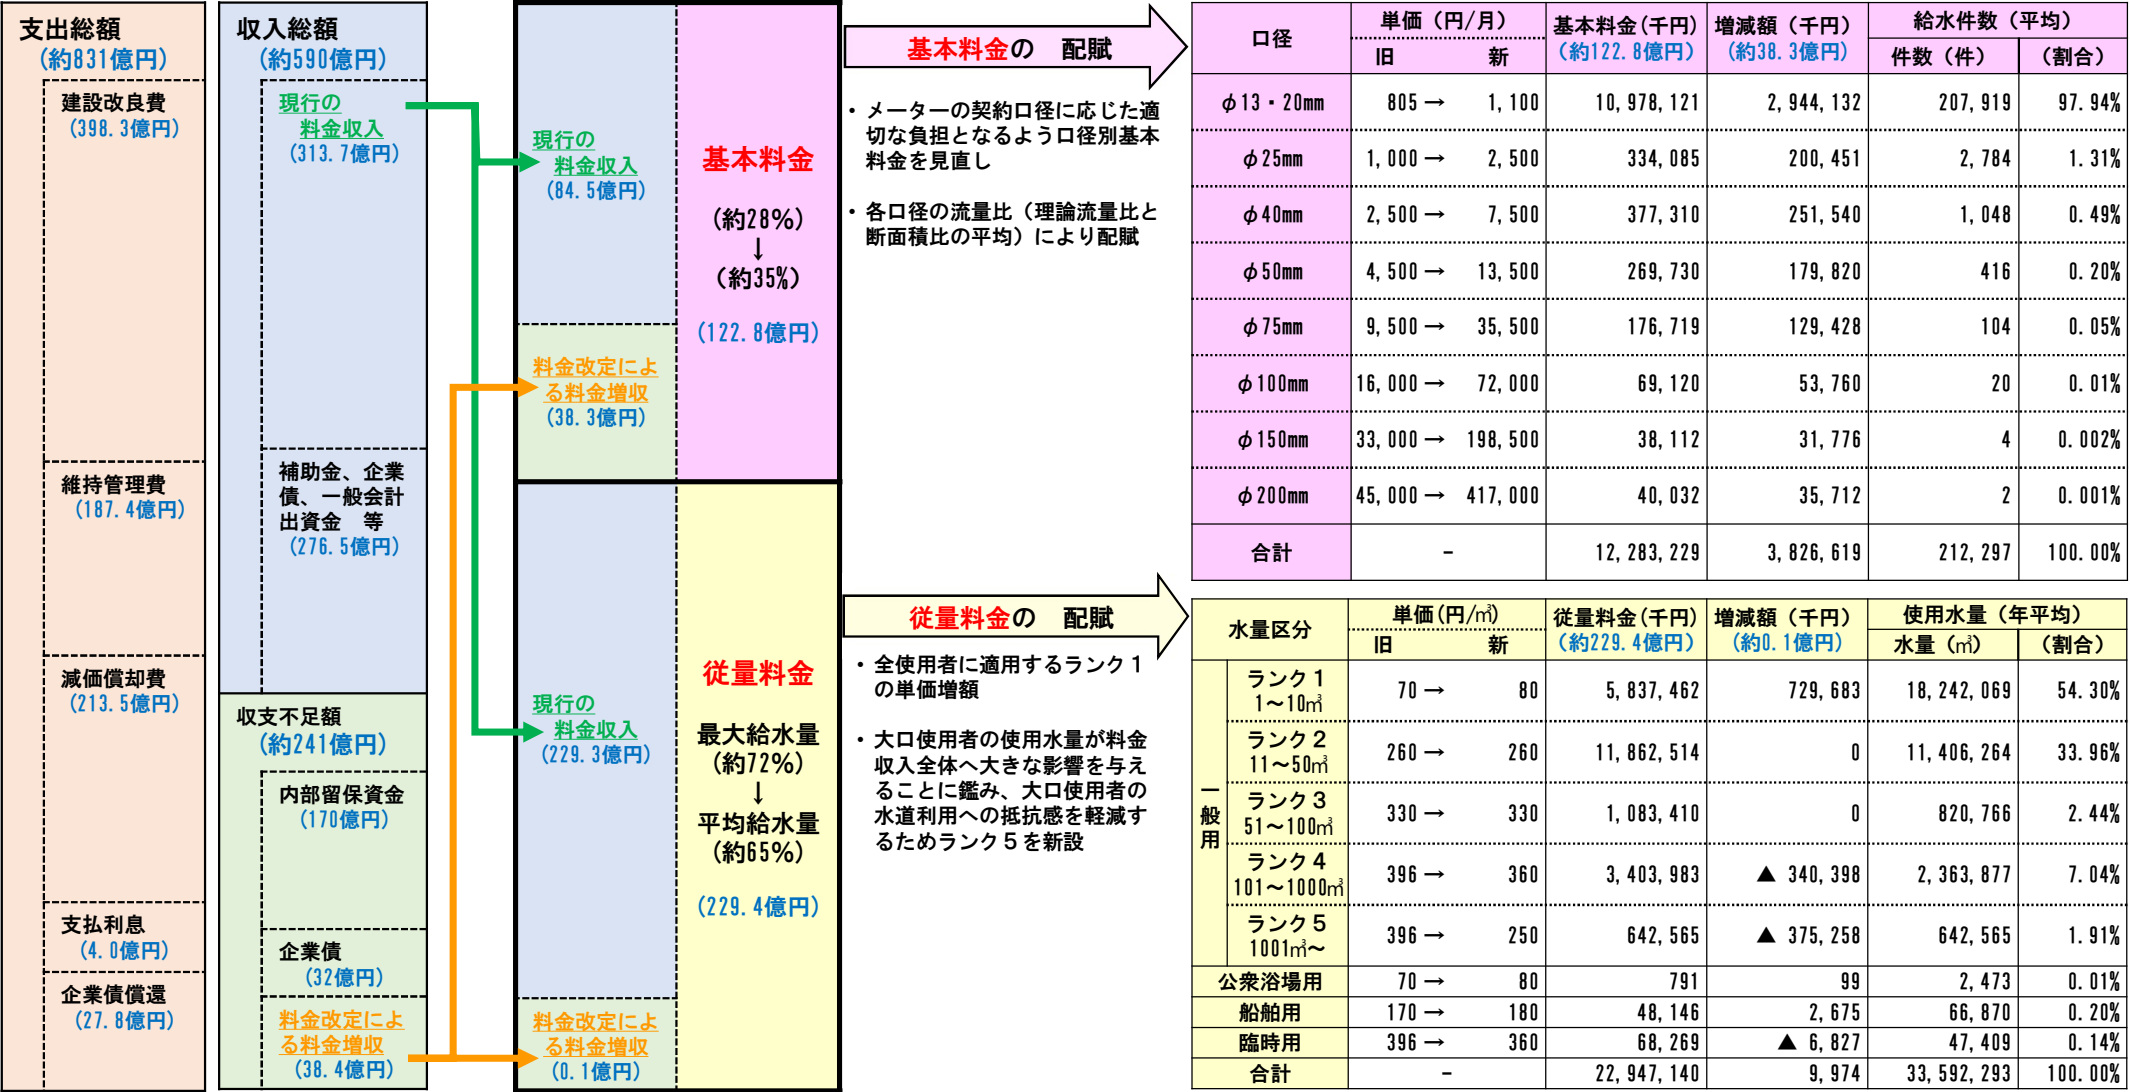 支出総額
(約831億円)
建設改良費
(398.3億円)
維持管理費
(187.4億円)
減価償却費
(213.5億円)
支払利息
(4.0億円)
企業債償還
(27.8億円)
収入総額
(約590億円)
現行の
料金収入
(313.7億円)
補助金、企業
債、一般会計
出資金　等
(276.5億円)
収支不足額
(約241億円)
内部留保資金
(170億円)
企業債
(32億円)
料金改定によ
る料金増収
(38.4億円)
現行の
料金収入
(84.5億円)
料金改定によ
る料金増収
(38.3億円)
基本料金
(約28%)
↓
(約35%)
(122.8億円)
現行の
料金収入
(229.3億円)
料金改定によ
る料金増収
(0.1億円)
従量料金
最大給水量
(約72%)
↓
平均給水量
(約65%)
(229.4億円)
基本料金の　配賦
・メーターの契約口径に応じた適
切な負担となるよう口径別基本
料金を見直し
・各口径の流量比（理論流量比と
断面積比の平均）により配賦
従量料金の　配賦
・全使用者に適用するランク１
の単価増額
・大口使用者の使用水量が料金
収入全体へ大きな影響を与え
ることに鑑み、大口使用者の
水道利用への抵抗感を軽減す
るためランク５を新設
口径 単価（円/月） 基本料金(千円) 増減額（千円） 給水件数（平均）
旧 新 (約122.8億円) (約38.3億円) 件数（件） （割合）
φ13・20mm 805→ 1,100 10,978,121 2,944,132 207,919 97.94%
φ25mm 1,000→ 2,500 334,085 200,451 2,784 1.31%
φ40mm 2,500→ 7,500 377,310 251,540 1,048 0.49%
φ50mm 4,500→ 13,500 269,730 179,820 416 0.20%
φ75mm 9,500→ 35,500 176,719 129,428 104 0.05%
φ100mm 16,000→ 72,000 69,120 53,760 20 0.01%
φ150mm 33,000→ 198,500 38,112 31,776 4 0.002%
φ200mm 45,000→ 417,000 40,032 35,712 2 0.001%
合計 － 12,283,229 3,826,619 212,297 100.00%
水量区分 単価(円/㎥) 従量料金(千円) 増減額（千円） 使用水量（年平均）
旧 新 (約229.4億円) (約0.1億円) 水量（㎥） （割合）
一般用
ランク１
1～10㎥ 70→ 80 5,837,462 729,683 18,242,069 54.30%
ランク２
11～50㎥ 260→ 260 11,862,514 0 11,406,264 33.96%
ランク３
51～100㎥ 330→ 330 1,083,410 0 820,766 2.44%
ランク４
101～1000㎥ 396→ 360 3,403,983 ▲ 340,398 2,363,877 7.04%
ランク５
1001㎥～ 396→ 250 642,565 ▲ 375,258 642,565 1.91%
公衆浴場用 70→ 80 791 99 2,473 0.01%
船舶用 170→ 180 48,146 2,675 66,870 0.20%
臨時用 396→ 360 68,269 ▲ 6,827 47,409 0.14%
合計 － 22,947,140 9,974 33,592,293 100.00%